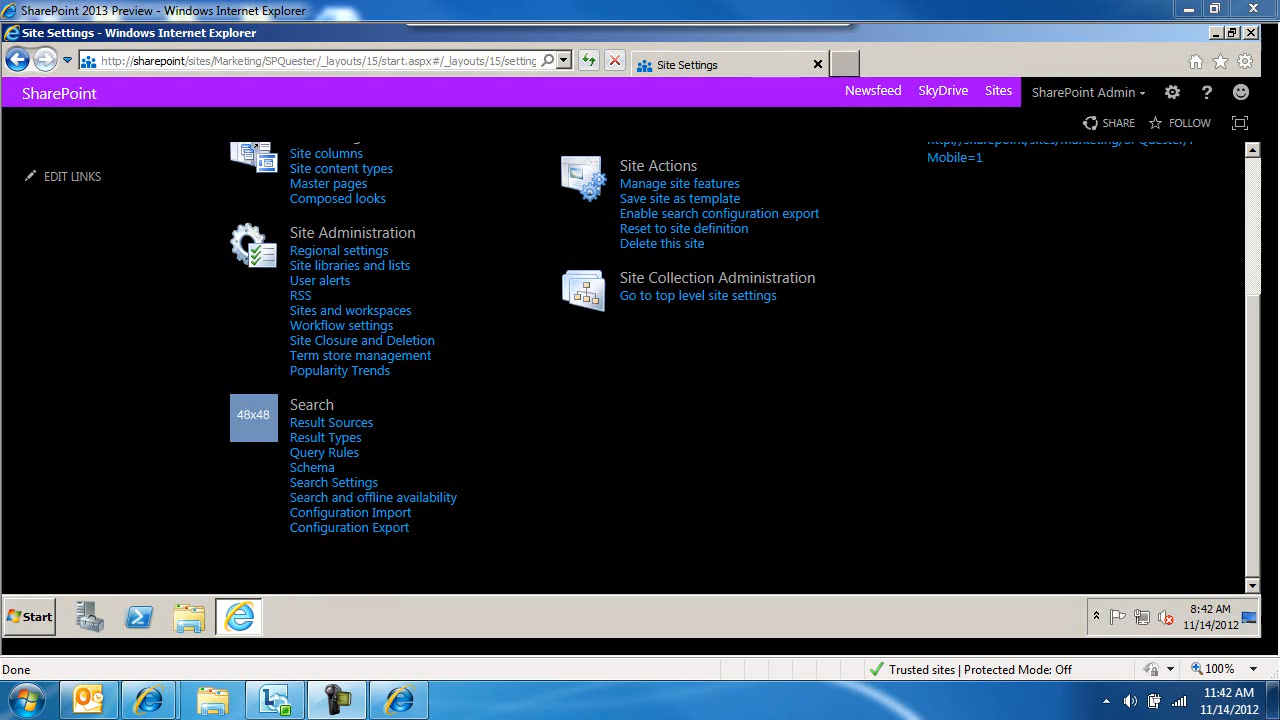 SharePoint 2013 Preview - Windows Internet Explorer
Site Settings - Windows Internet Explorer
http://sharepoint/sites/Marketing/SPQuester/_layouts/15/start.aspx#/_layouts/15/setting
Site Settings
SharePoint
Newsfeed
SkyDrive
Sites
SharePoint Admin
SHARE
FOLLOW
EDIT LINKS
Site columns
Site content types
Master pages
Composed looks
Site Administration
Regional settings
Site libraries and lists
User alerts
RSS
Sites and workspaces
Workflow settings
Site Closure and Deletion
Term store management
Popularity Trends
48x48
Search
Result Sources
Result Types
Query Rules
Schema
Search Settings
Search and offline availability
Configuration Import
Configuration Export
Site Actions
Manage site features
Save site as template
Enable search configuration export
Reset to site definition
Delete this site
Site Collection Administration
Go to top level site settings
Mobile=1
Start
8:42 AM
11/14/2012
Done
Trusted sites | Protected Mode: Off
100%
11:42 AM
11/14/2012